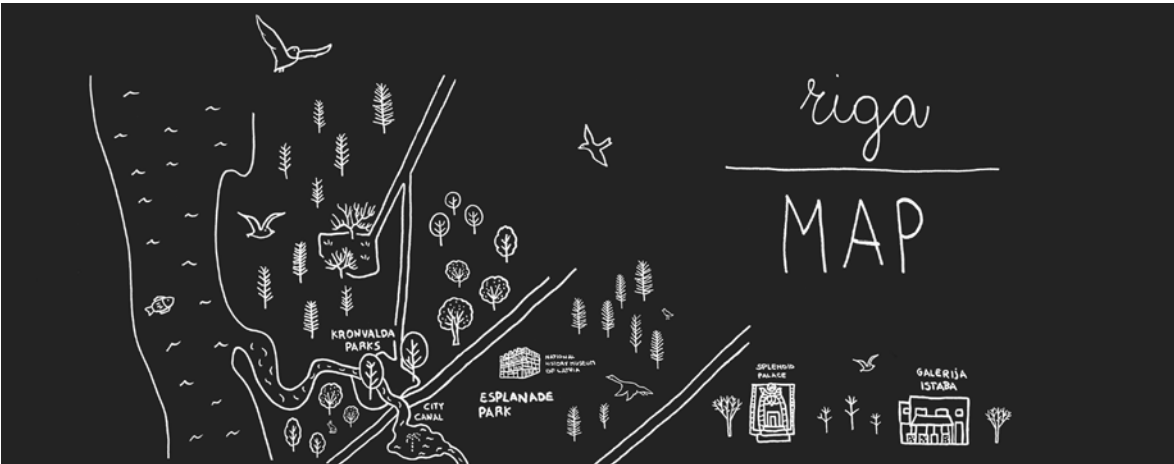 riga
MAP
KRONVALDA
PARKS
NATIONAL
HISTORY MUSEUM
OF LATVIA
ESPLANADE
PARK
CITY
CANAL
SPLENDID
PALACE
GALERIJA
ISTABA